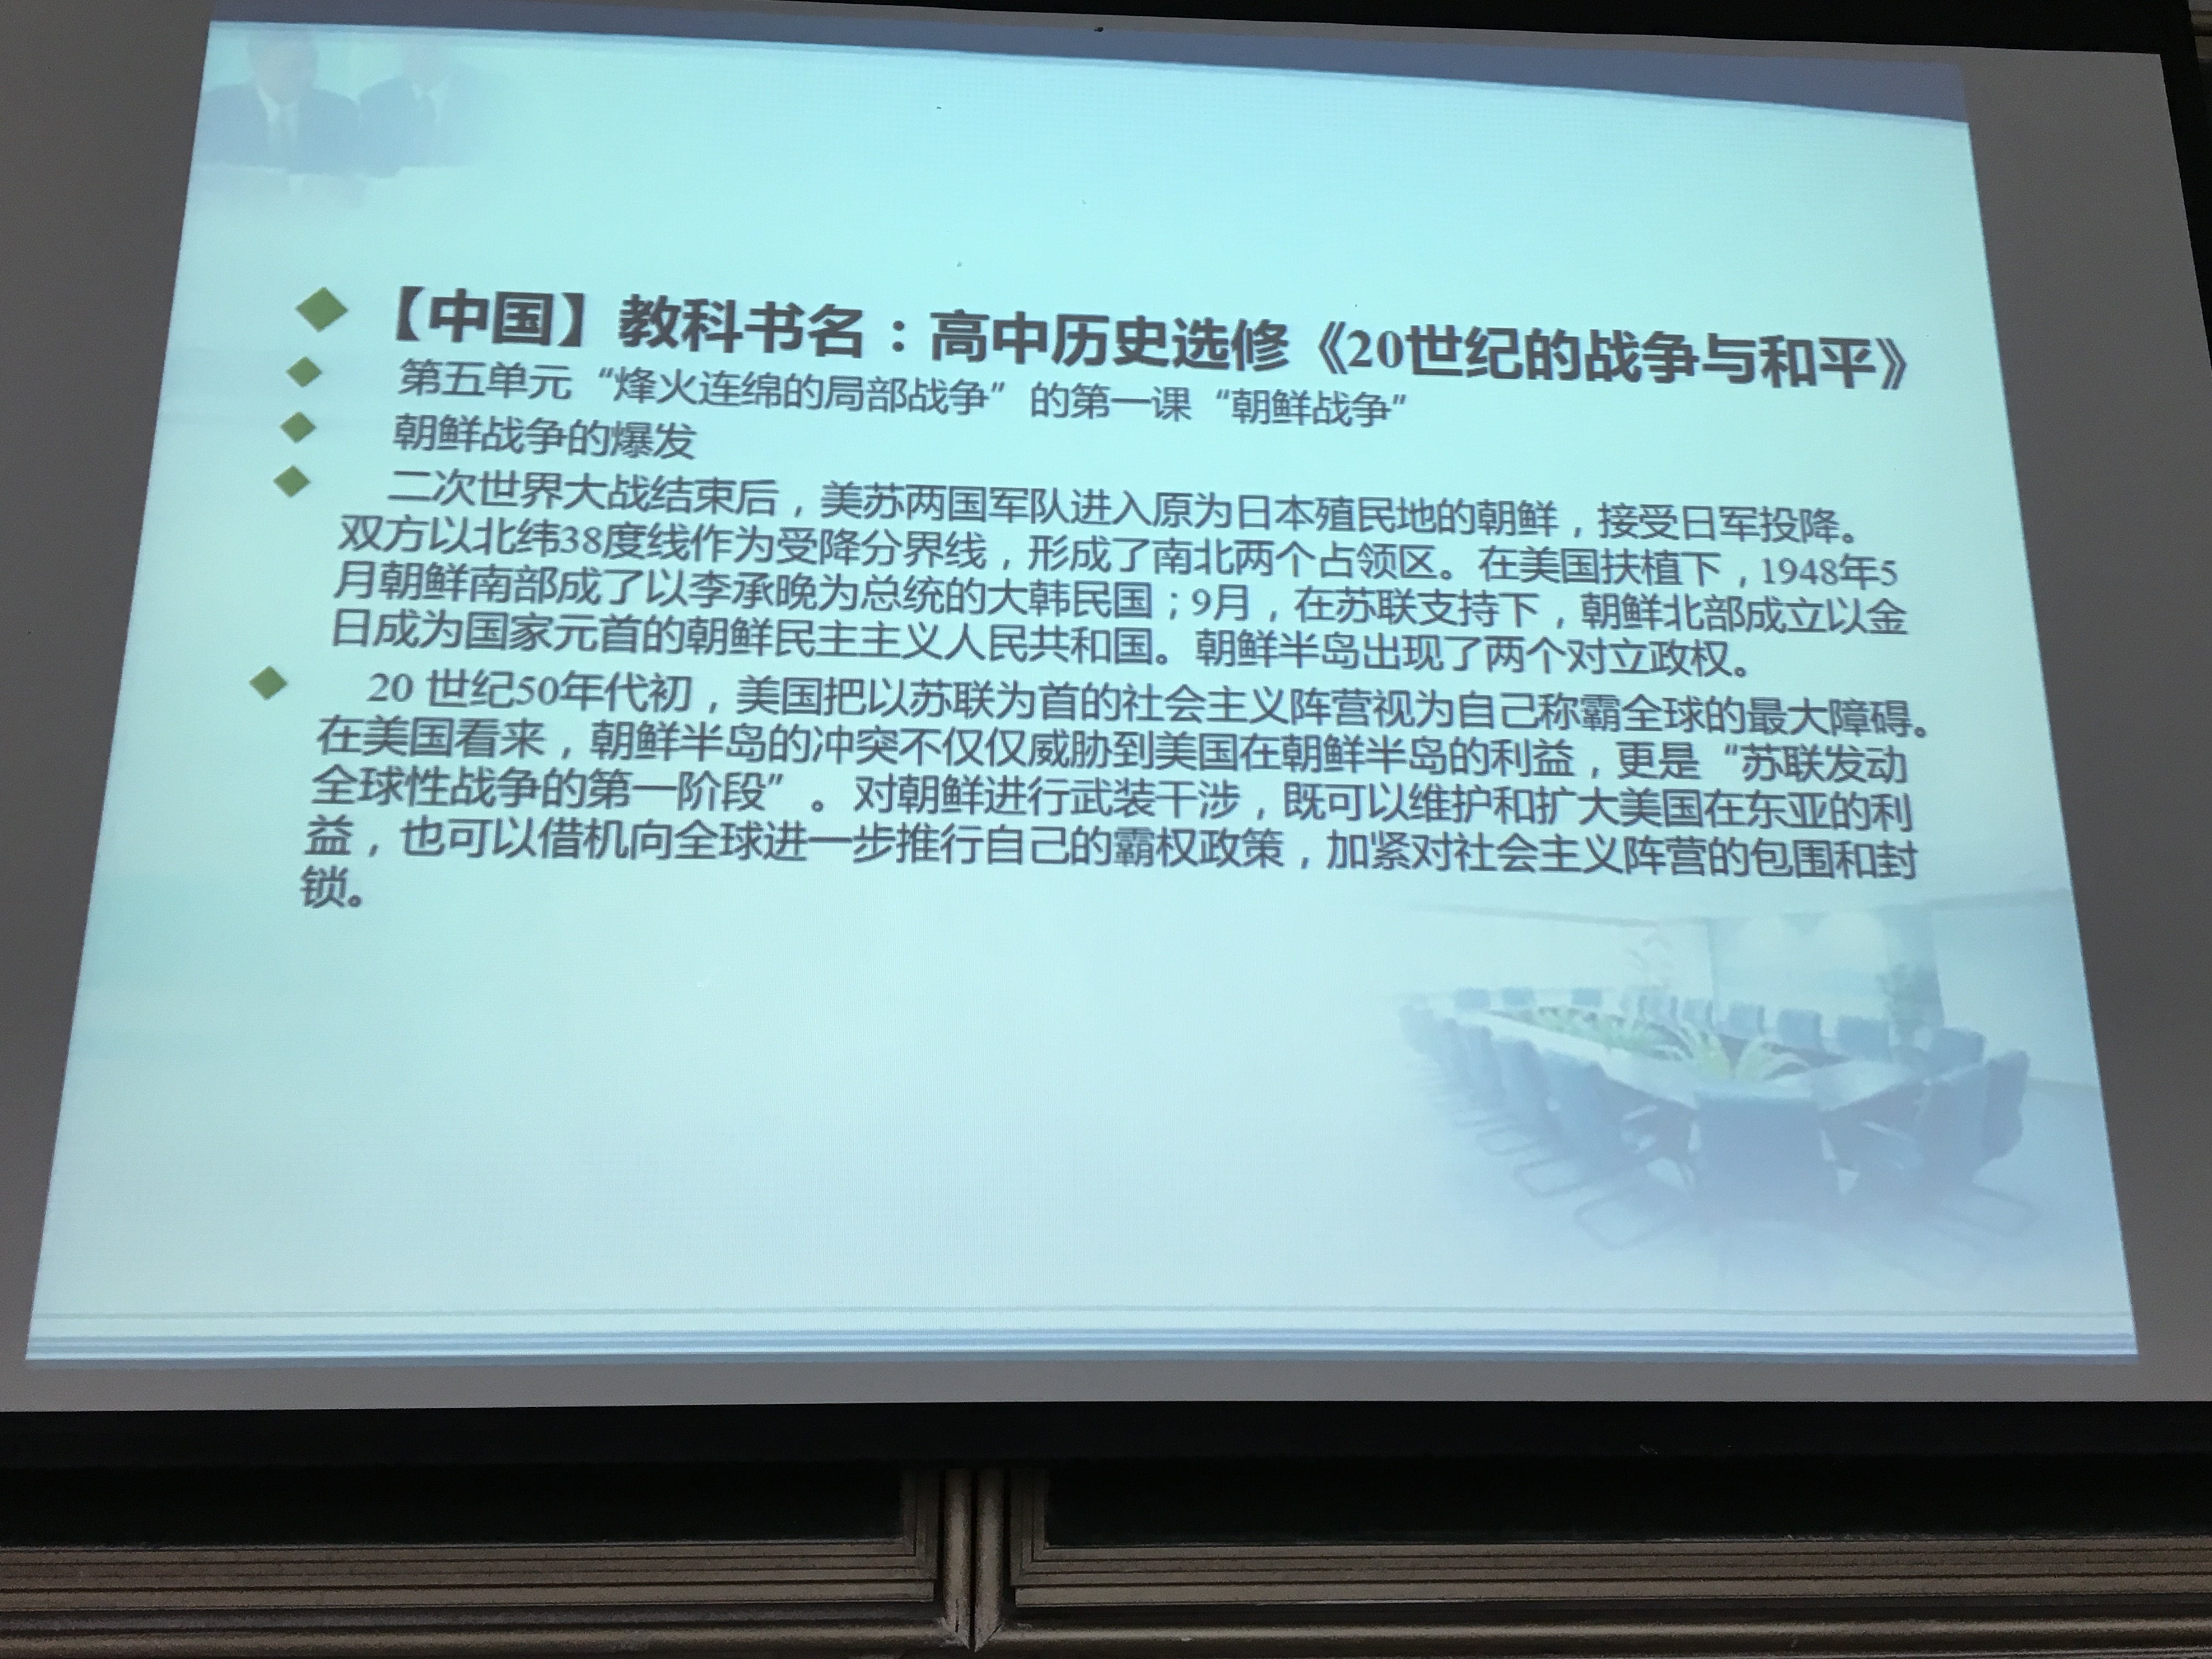 【中国】教科书名：高中历史选修《20世纪的战争与和平》
第五单元“烽火连绵的局部战争”的第一课“朝鲜战争”
朝鲜战争的爆发
二次世界大战结束后，美苏两国军队进入原为日本殖民地的朝鲜，接受日军投降。
双方以北纬38度线作为受降分界线，形成了南北两个占领区。在美国扶植下，1948年5
月朝鲜南部成了以李承晚为总统的大韩民国；9月，在苏联支持下，朝鲜北部成立以金
日成为国家元首的朝鲜民主主义人民共和国。朝鲜半岛出现了两个对立政权。
20 世纪50年代初，美国把以苏联为首的社会主义阵营视为自己称霸全球的最大障碍。
在美国看来，朝鲜半岛的冲突不仅仅威胁到美国在朝鲜半岛的利益，更是“苏联发动
全球性战争的第一阶段”。对朝鲜进行武装干涉，既可以维护和扩大美国在东亚的利
益，也可以借机向全球进一步推行自己的霸权政策，加紧对社会主义阵营的包围和封
锁。